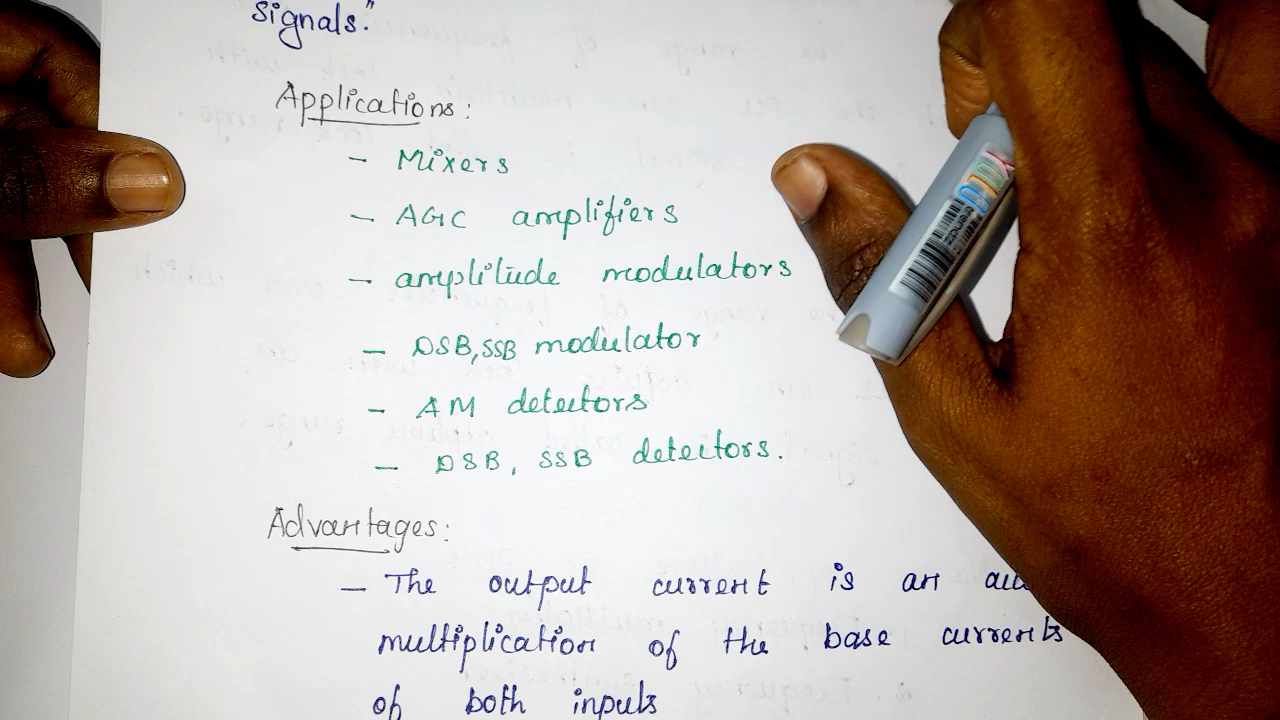 signals."
Applications:
- Mixers
- AGC amplifiers
- amplitude modulators
- DSB, SSB modulator
- AM detectors
- DSB, SSB detectors.
Advantages:
- The output current is an
multiplication of the base currents
of both inputs